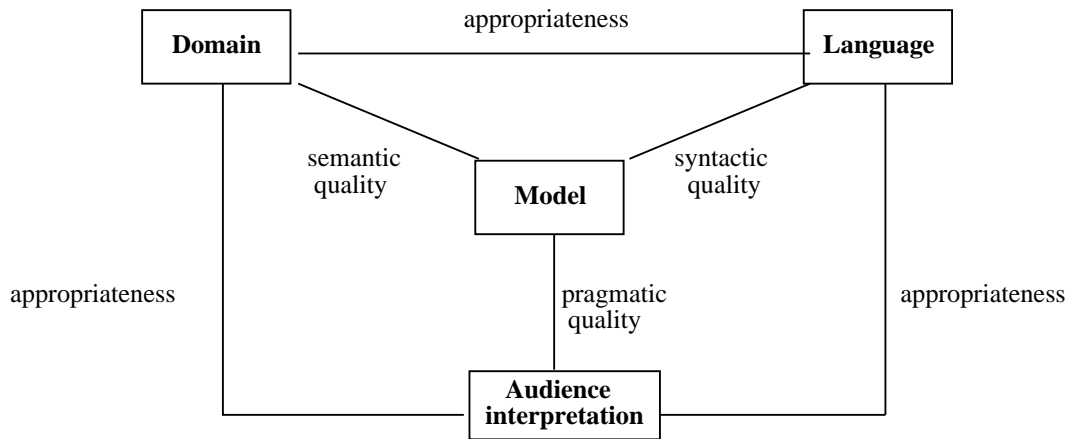 appropriateness
Domain
Language
semantic
quality
syntactic
quality
Model
appropriateness
pragmatic
quality
appropriateness
Audience
interpretation